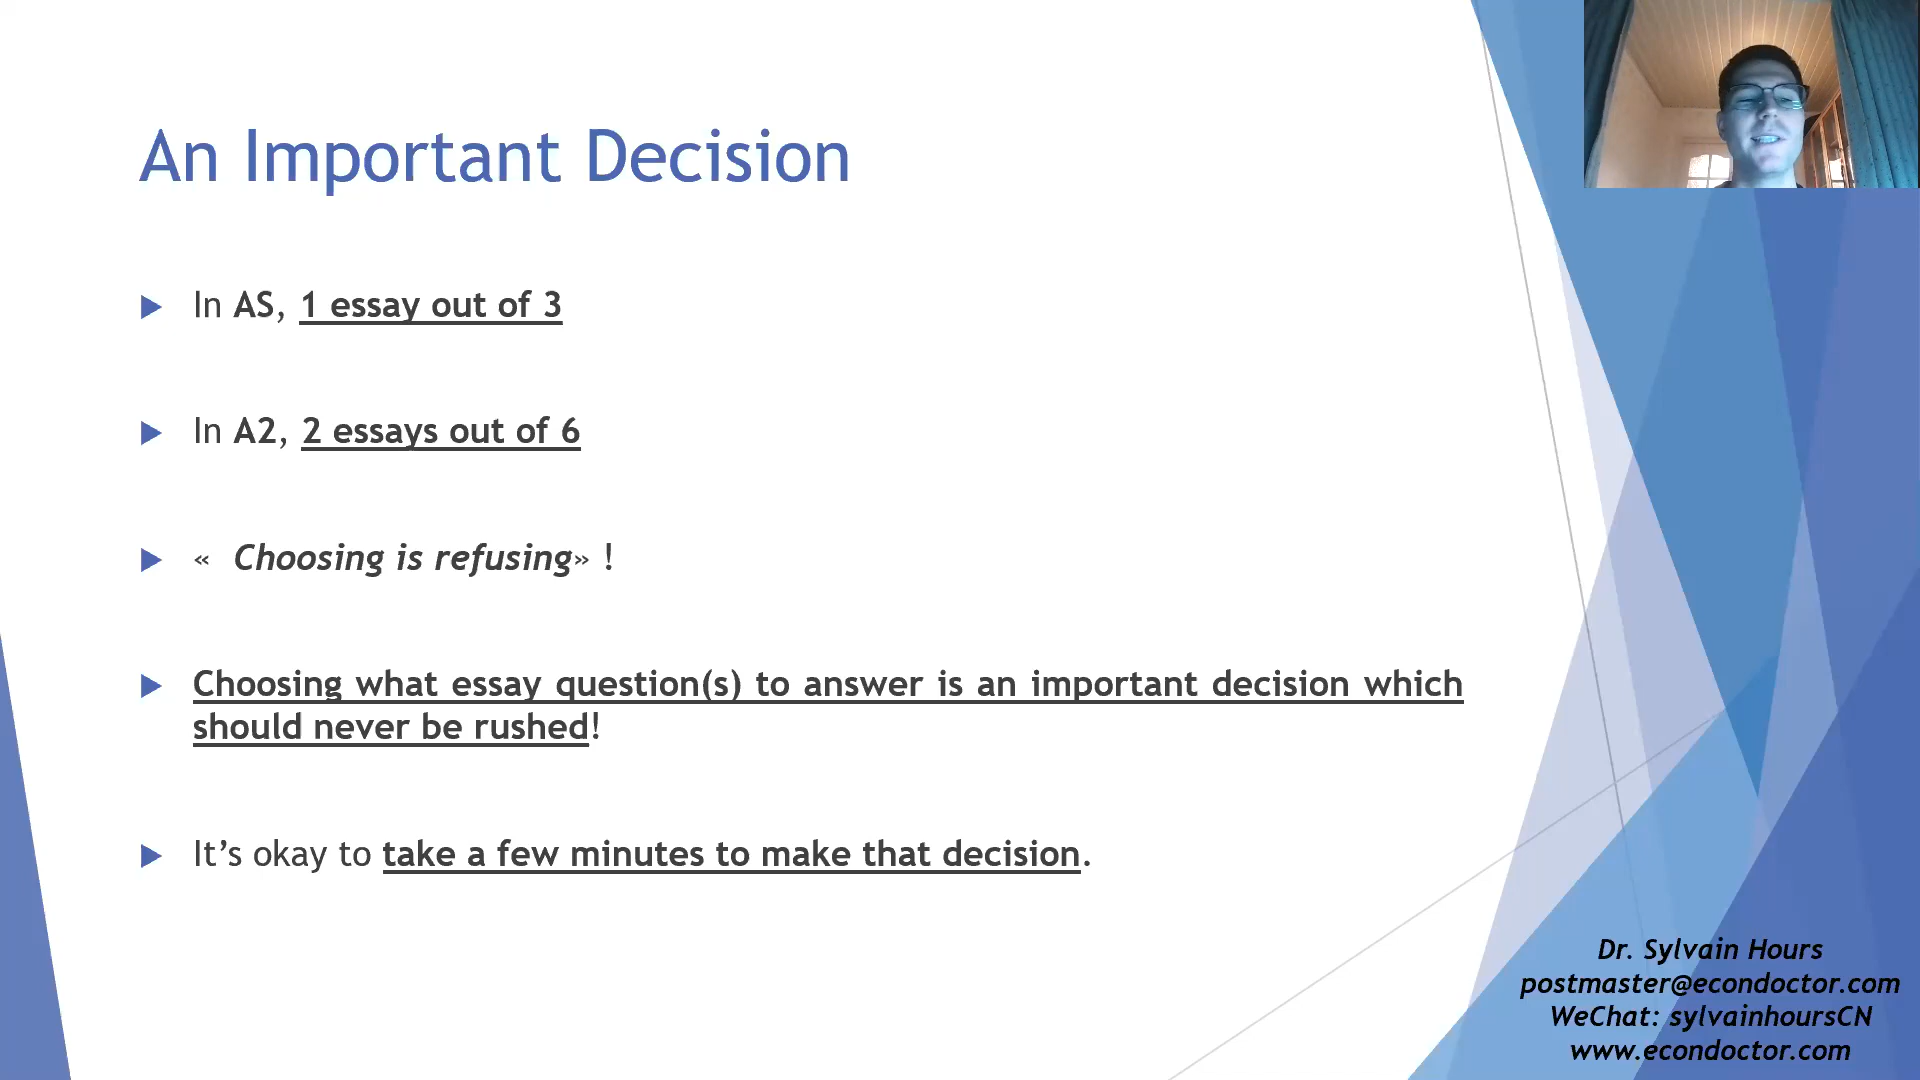 An Important Decision
In AS, 1 essay out of 3
In A2, 2 essays out of 6
«  Choosing is refusing» !
Choosing what essay question(s) to answer is an important decision which
should never be rushed!
It’s okay to take a few minutes to make that decision.
Dr. Sylvain Hours
postmaster@econdoctor.com
WeChat: sylvainhoursCN
www.econdoctor.com